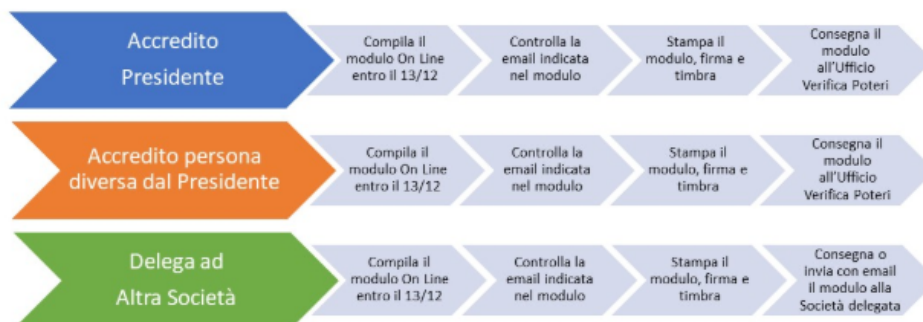 Accredito
Presidente
Compila il
modulo On Line
entro il 13/12
Controlla la
email indicata
nel modulo
Stampa il
modulo, firma e
timbra
Consegna il
modulo
all'Ufficio
Verifica Poteri
Accredito persona
diversa dal Presidente
Compila il
modulo On Line
entro il 13/12
Controlla la
email indicata
nel modulo
Stampa il
modulo, firma e
timbra
Consegna il
modulo
all'Ufficio
Verifica Poteri
Delega ad
Altra Società
Compila il
modulo On Line
entro il 13/12
Controlla la
email indicata
nel modulo
Stampa il
modulo, firma e
timbra
Consegna o
invia con email
il modulo alla
Società delegata